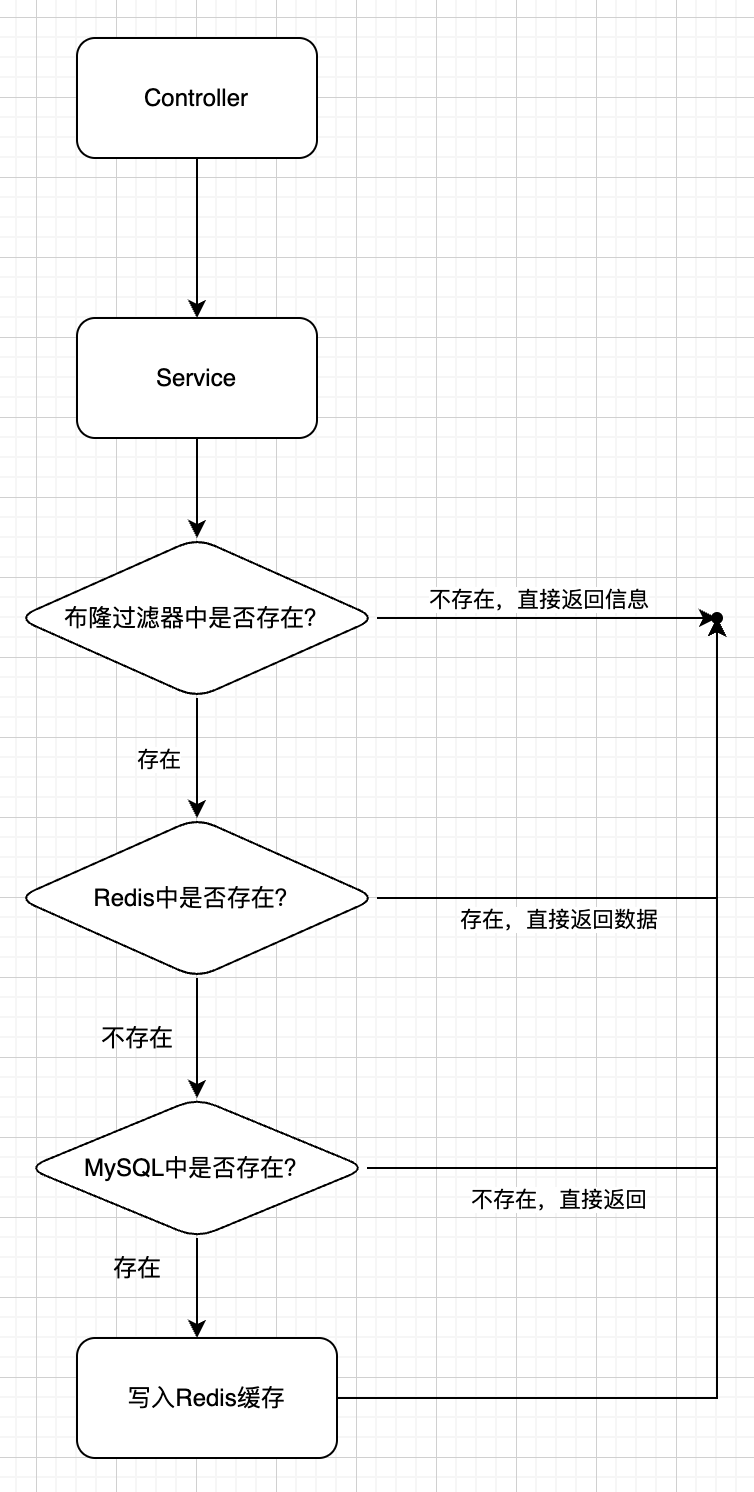 Controller
Service
布隆过滤器中是否存在?
不存在，直接返回信息
存在
Redis中是否存在?
存在，直接返回数据
不存在
MySQL中是否存在?
不存在，直接返回
存在
写入Redis缓存